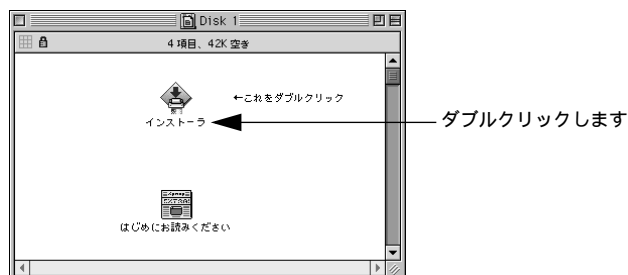 Disk 1
4 項目、42K 空き
←これをダブルクリック
インストーラ
ダブルクリックします
はじめにお読みください